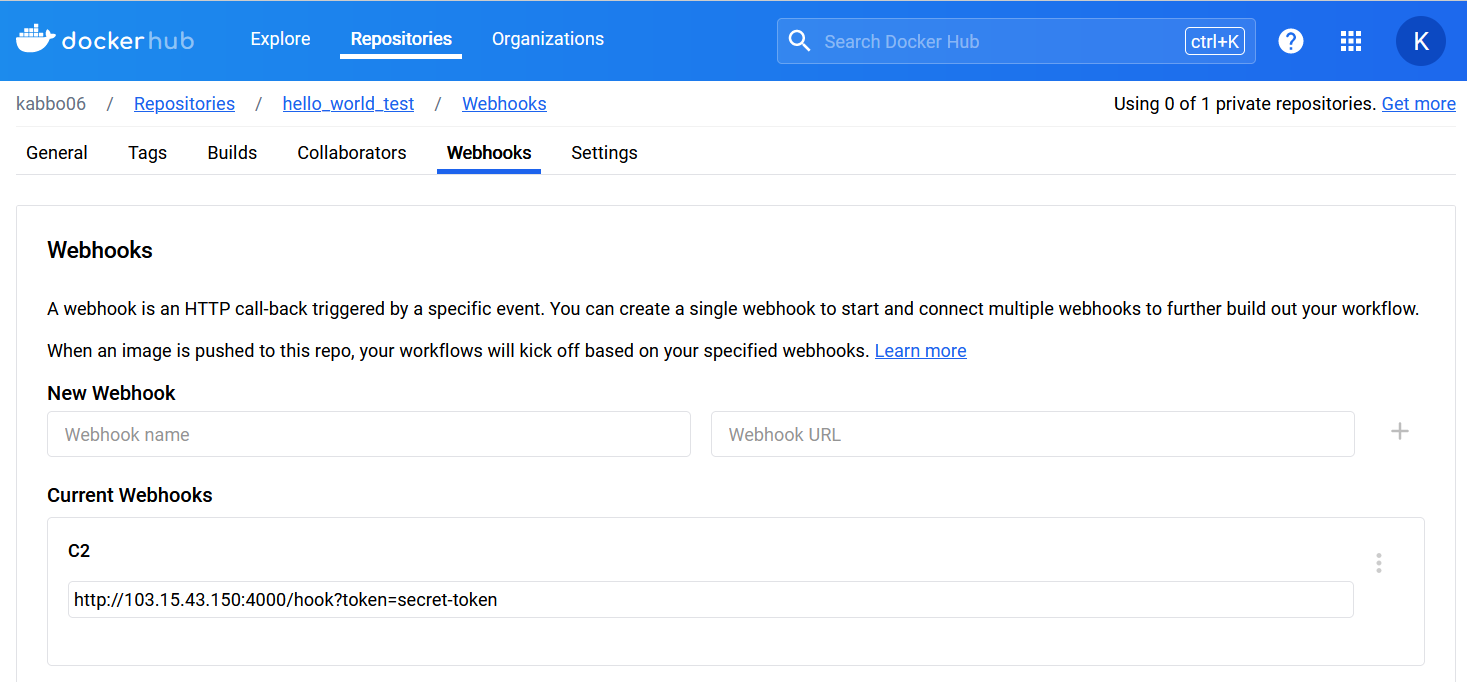 dockerhub Explore Repositories Organizations Search Docker Hub ctrl+K ? K
kabbo06 / Repositories / hello_world_test / Webhooks Using 0 of 1 private repositories. Get more
General Tags Builds Collaborators Webhooks Settings
Webhooks
A webhook is an HTTP call-back triggered by a specific event. You can create a single webhook to start and connect multiple webhooks to further build out your workflow.
When an image is pushed to this repo, your workflows will kick off based on your specified webhooks. Learn more
New Webhook
Webhook name Webhook URL +
Current Webhooks
C2
http://103.15.43.150:4000/hook?token=secret-token